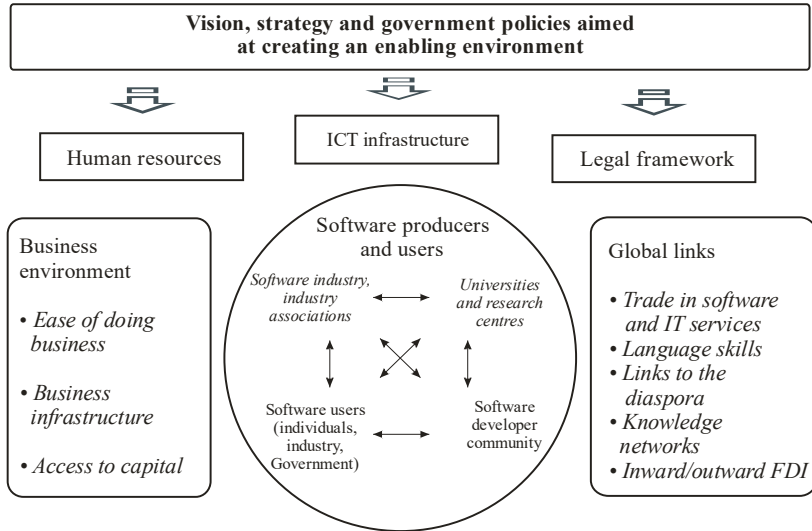 Vision, strategy and government policies aimed
at creating an enabling environment
Human resources
ICT infrastructure
Legal framework
Business
environment
• Ease of doing
business
• Business
infrastructure
• Access to capital
Software producers
and users
Software industry,
industry
associations
Universities
and research
centres
Software users
(individuals,
industry,
Government)
Software
developer
community
Global links
• Trade in software
and IT services
• Language skills
• Links to the
diaspora
• Knowledge
networks
• Inward/outward FDI